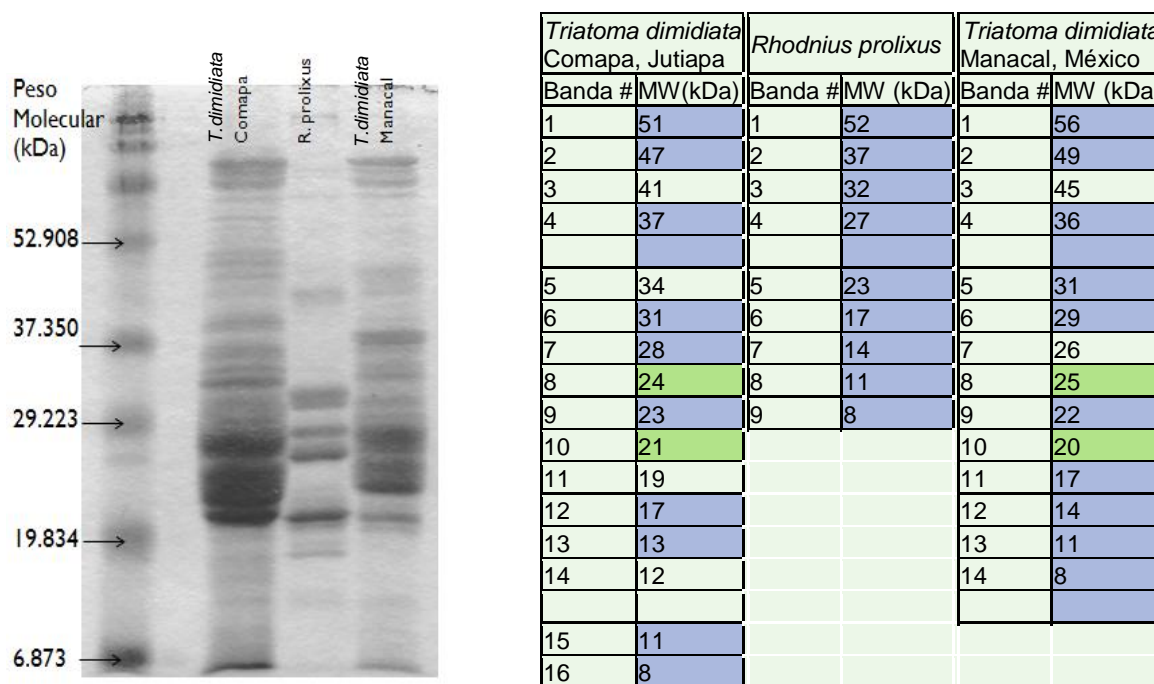 Peso
Molecular
(kDa)
T.dimidiata
Comapa
R. prolixus
T.dimidiata
Manacal
52.908
37.350
29.223
19.834
6.873
Triatoma dimidiata Rhodnius prolixus Triatoma dimidiata
Comapa, Jutiapa Manacal, México
Banda # MW(kDa) Banda # MW (kDa) Banda # MW (kDa
1 51 1 52 1 56
2 47 2 37 2 49
3 41 3 32 3 45
4 37 4 27 4 36
5 34 5 23 5 31
6 31 6 17 6 29
7 28 7 14 7 26
8 24 8 11 8 25
9 23 9 8 9 22
10 21 10 20
11 19 11 17
12 17 12 14
13 13 13 11
14 12 14 8
15 11
16 8